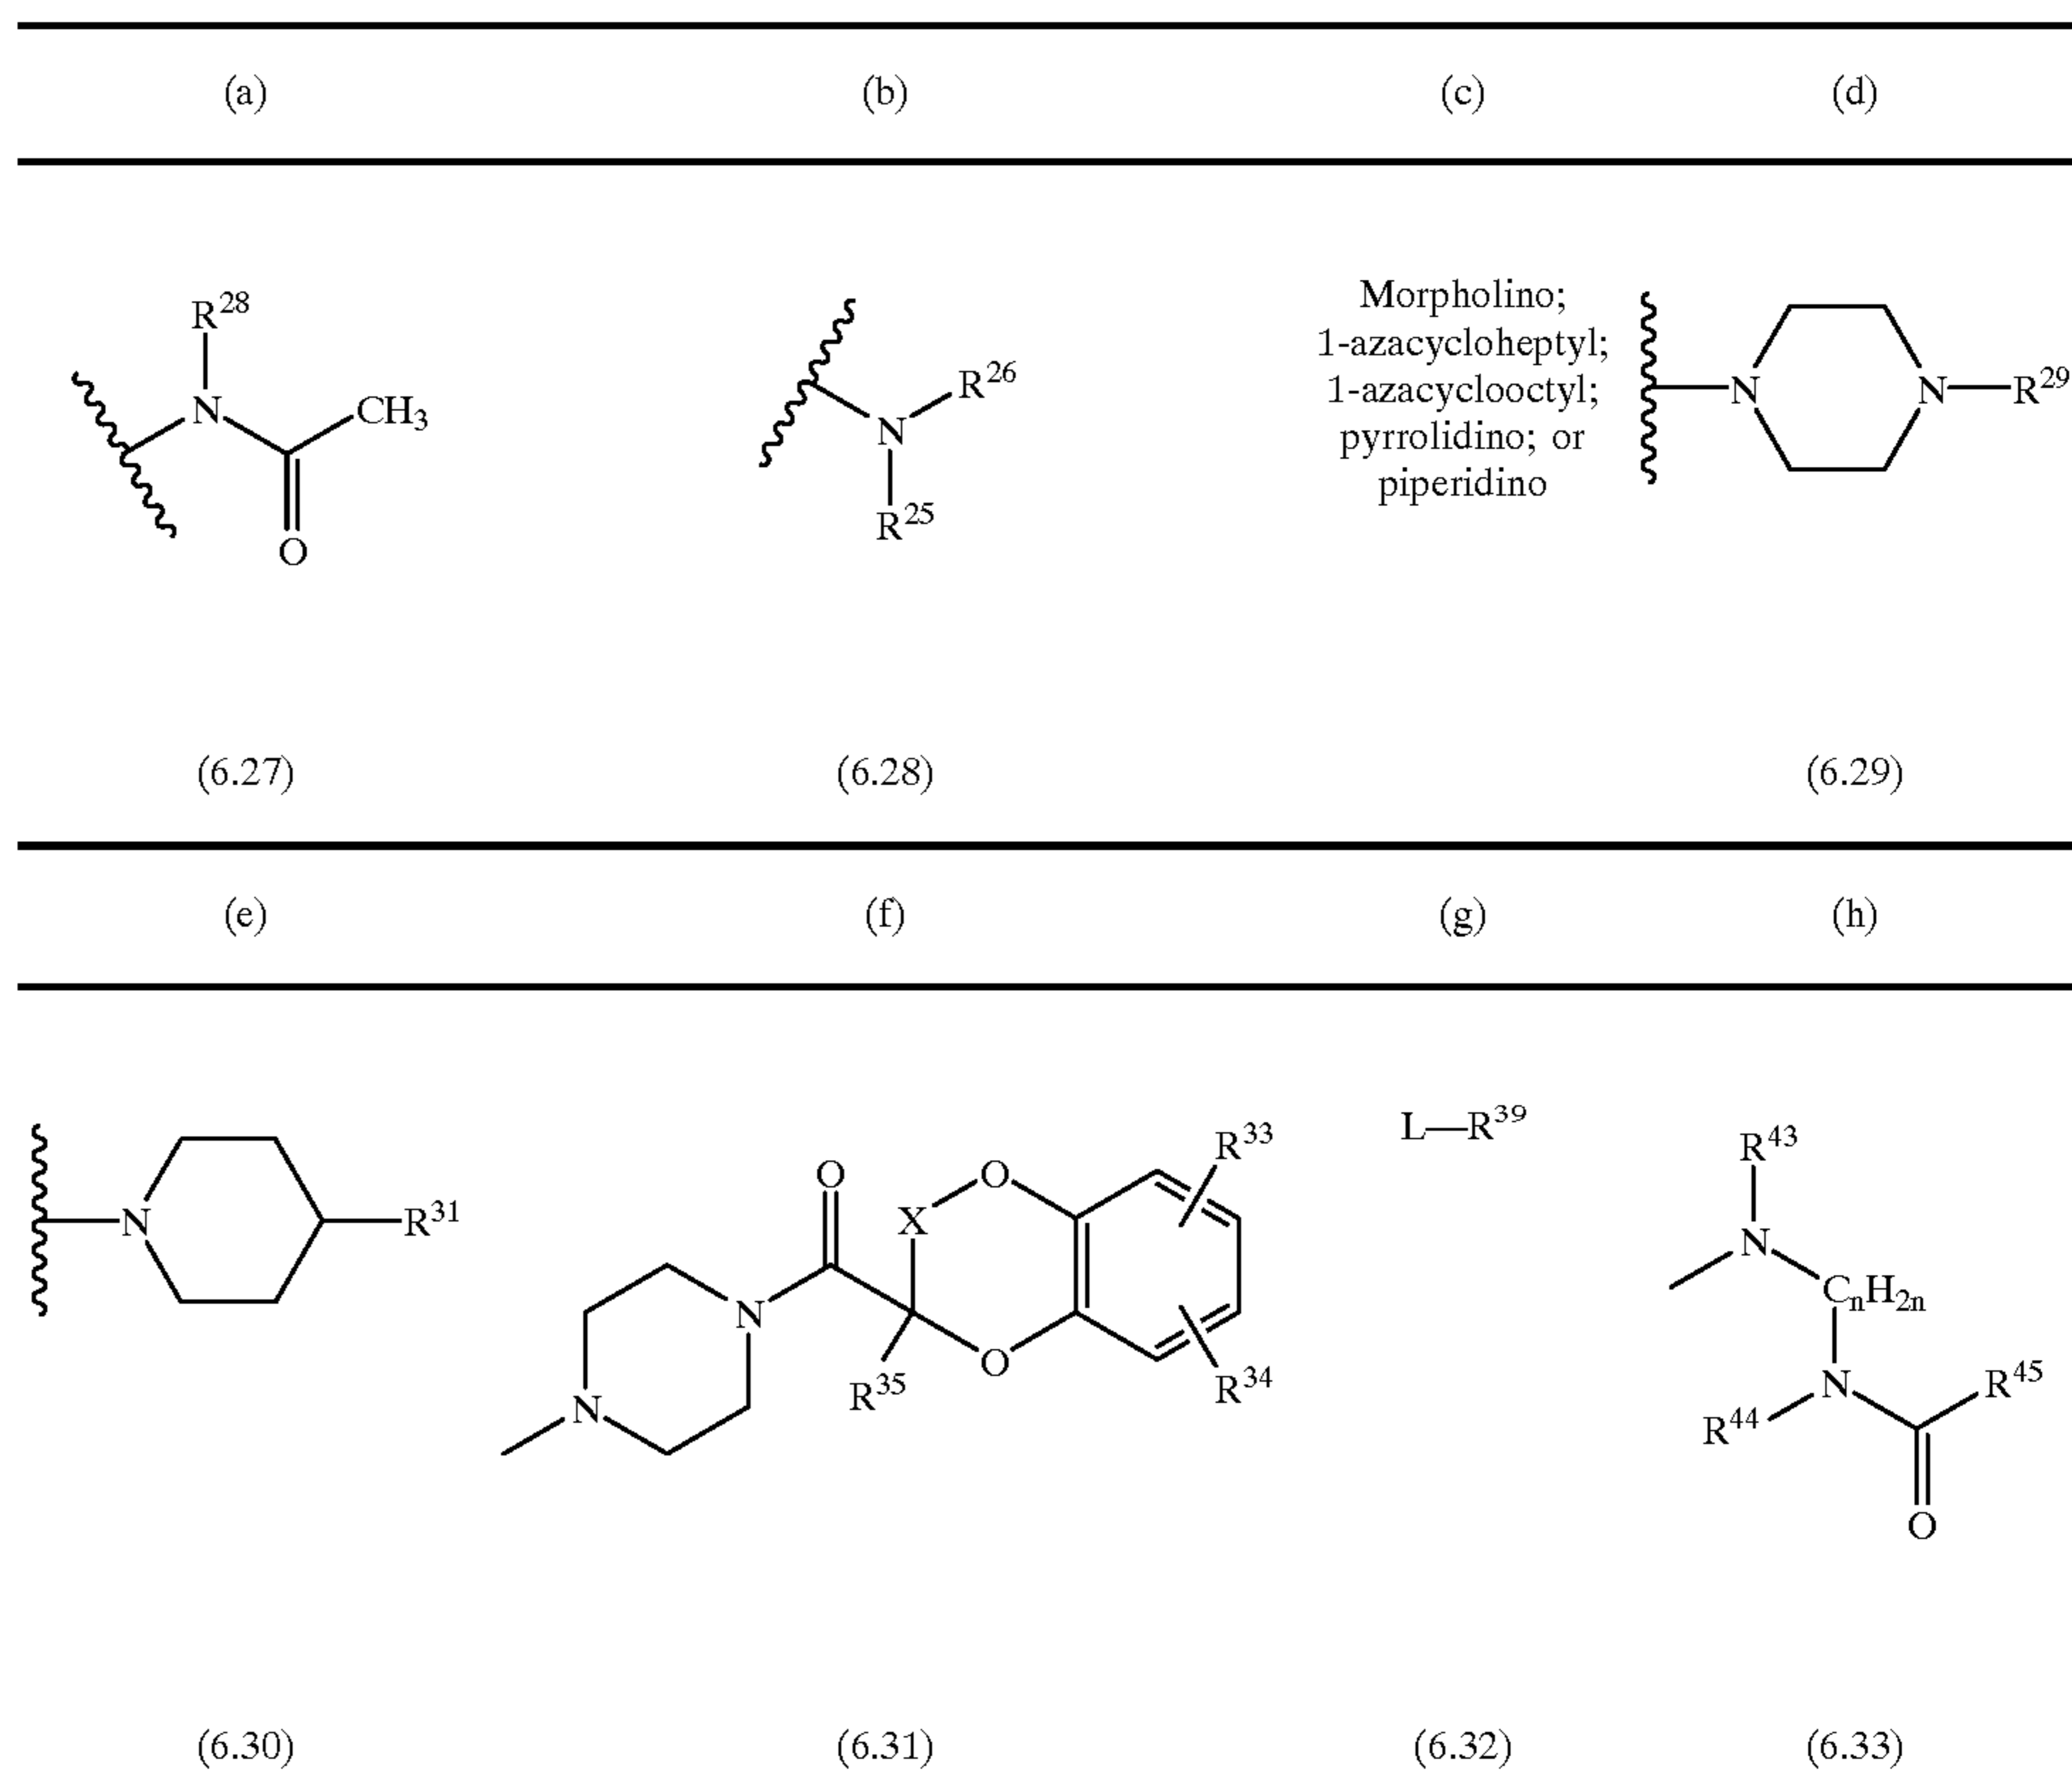 (a) (b) (c) (d)
R28
N
CH3
O
R26
N
R25
Morpholino;
1-azacycloheptyl;
1-azacyclooctyl;
pyrrolidino; or
piperidino
N N R29
(6.27) (6.28) (6.29)
(e) (f) (g) (h)
N R31
O
X O
R33
N
R35
O
R34
N
L—R39
R43
N
CnH2n
N
R44
R45
O
(6.30) (6.31) (6.32) (6.33)